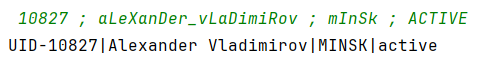 10827 ; aLeXanDer_vLaDimiRov ; mInSk ; ACTIVE
UID-10827|Alexander Vladimirov|MINSK|active